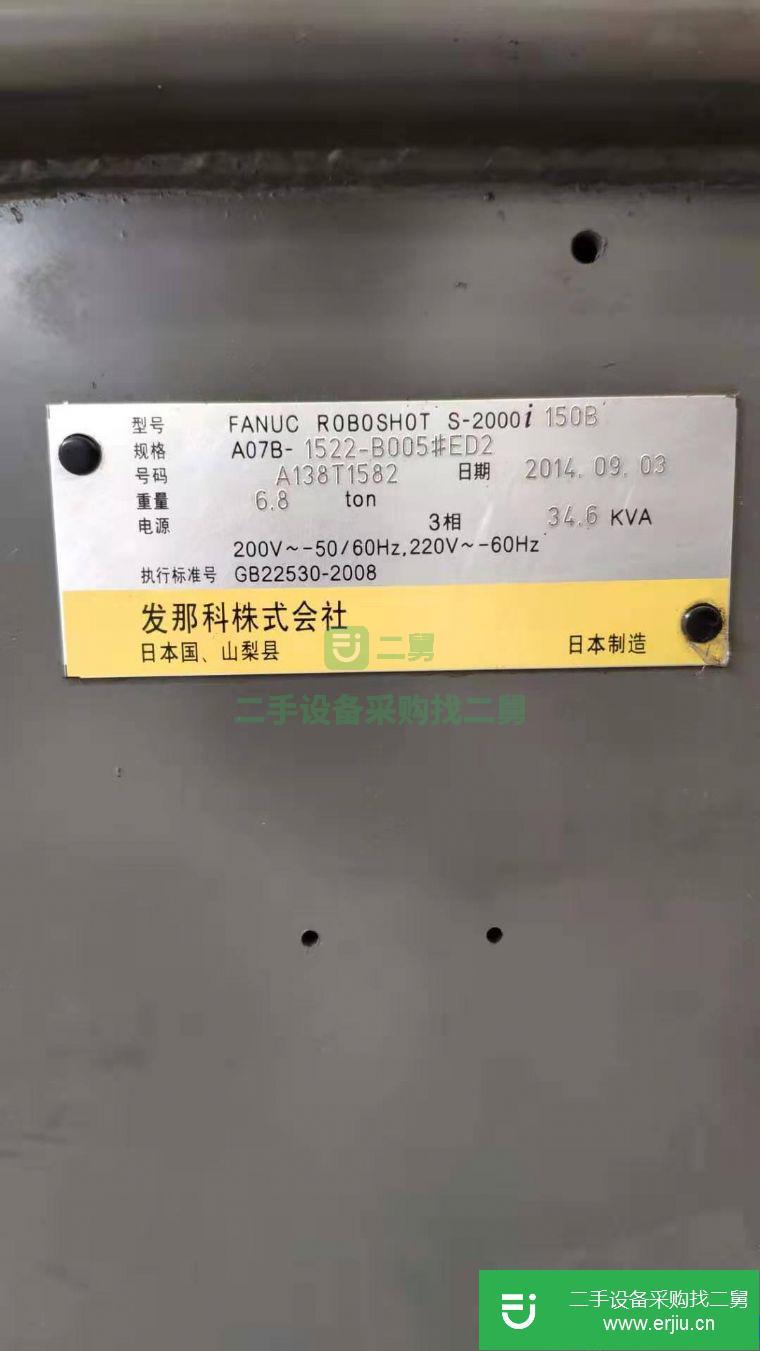 型号 FANUC ROBOSHOT S-2000i 150B
规格 A07B- 1522-B005#ED2
号码 A138T1582 日期 2014.09.03
重量 6.8 ton
电源 3相 34.6 KVA
200V~-50/60Hz,220V~-60Hz
执行标准号 GB22530-2008
发那科株式会社
日本国、山梨县 日本制造
二舅
二手设备采购找二舅
二手设备采购找二舅
www.erjiu.cn